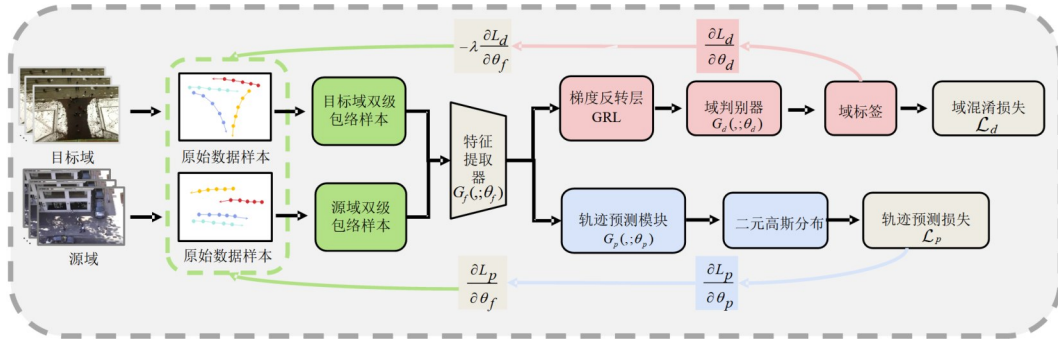 −λ ∂L_d/∂θ_f
∂L_d/∂θ_d
目标域
原始数据样本
目标域双级
包络样本
特征
提取
器
G_f(,;θ_f)
梯度反转层
GRL
域判别器
G_d(,;θ_d)
域标签
域混淆损失
ℒ_d
源域
原始数据样本
源域双级
包络样本
轨迹预测模块
G_p(,;θ_p)
二元高斯分布
轨迹预测损失
ℒ_p
∂L_p/∂θ_f
∂L_p/∂θ_p